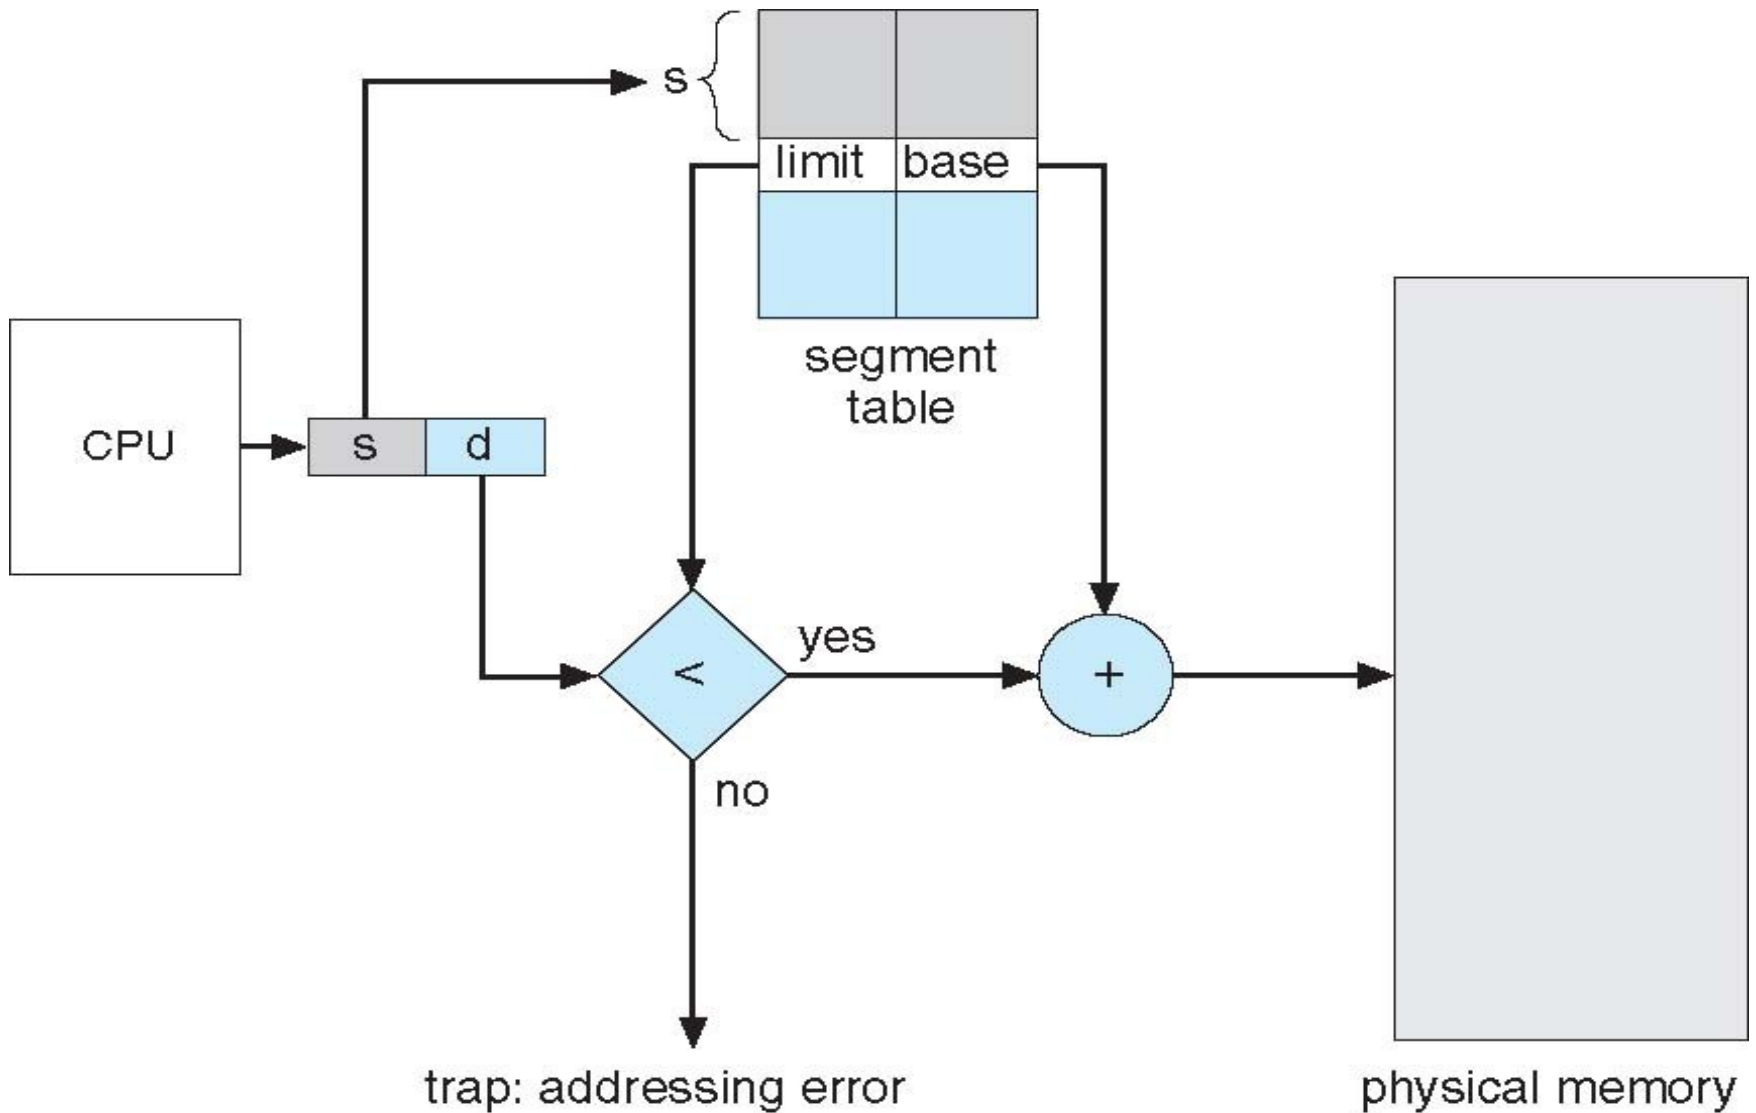 s
limit base
segment
table
CPU
s d
<
yes
+
no
trap: addressing error
physical memory